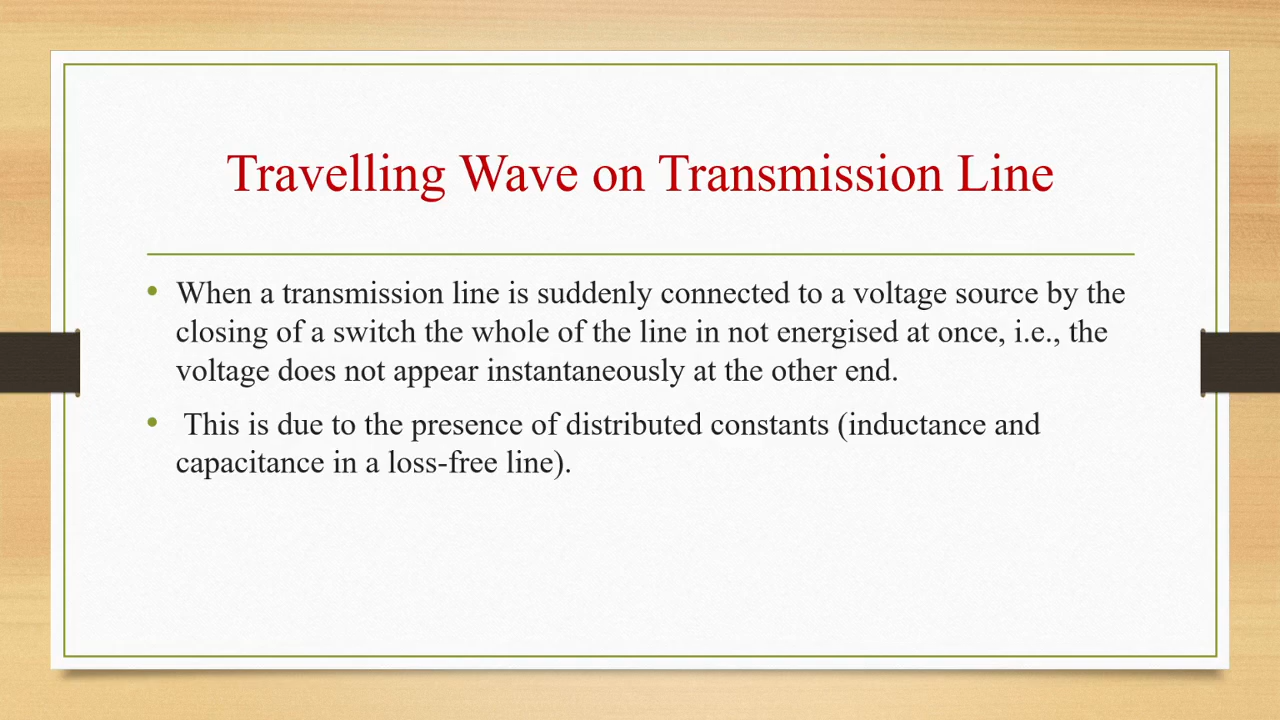 Travelling Wave on Transmission Line
• When a transmission line is suddenly connected to a voltage source by the
closing of a switch the whole of the line in not energised at once, i.e., the
voltage does not appear instantaneously at the other end.
• This is due to the presence of distributed constants (inductance and
capacitance in a loss-free line).